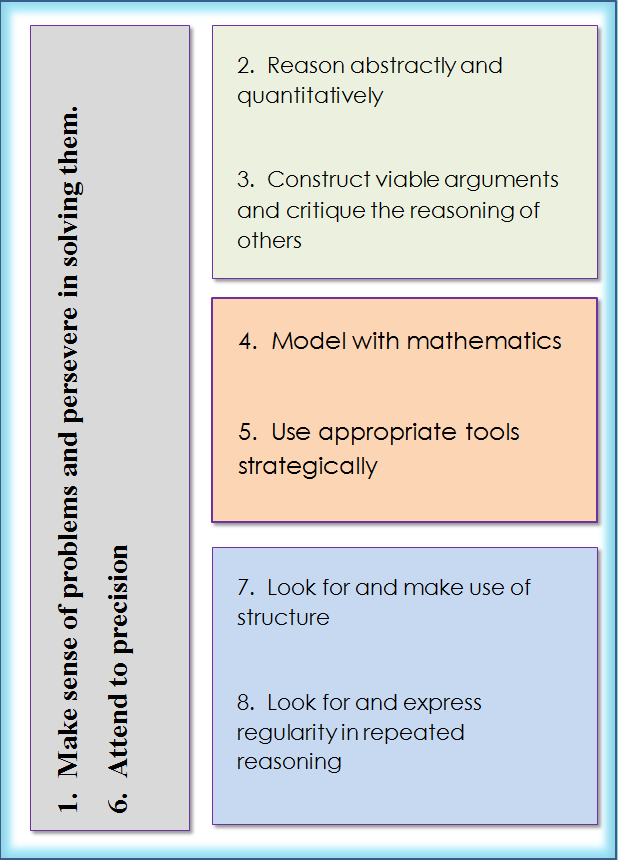 1. Make sense of problems and persevere in solving them.
6. Attend to precision
2. Reason abstractly and
quantitatively
3. Construct viable arguments
and critique the reasoning of
others
4. Model with mathematics
5. Use appropriate tools
strategically
7. Look for and make use of
structure
8. Look for and express
regularity in repeated
reasoning